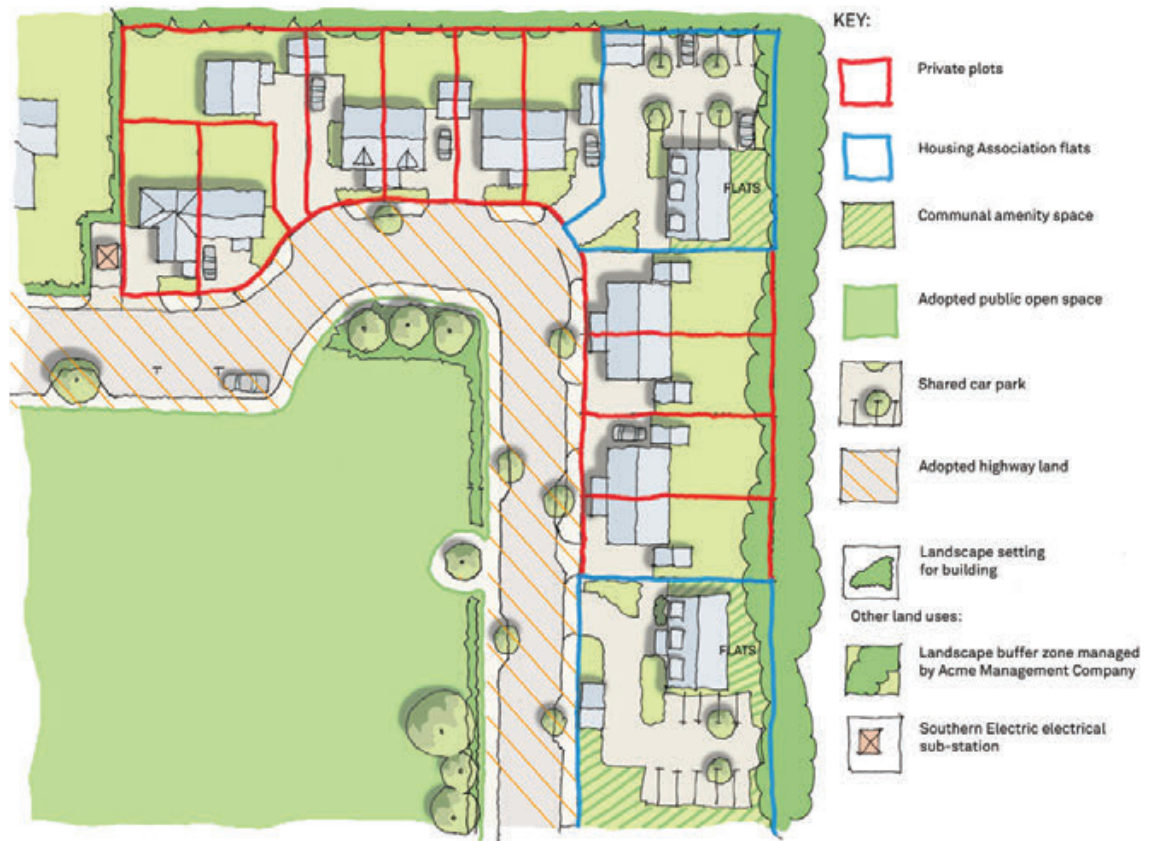 KEY:
Private plots
Housing Association flats
Communal amenity space
Adopted public open space
Shared car park
Adopted highway land
Landscape setting
for building
Other land uses:
Landscape buffer zone managed
by Acme Management Company
Southern Electric electrical
sub-station
FLATS
FLATS